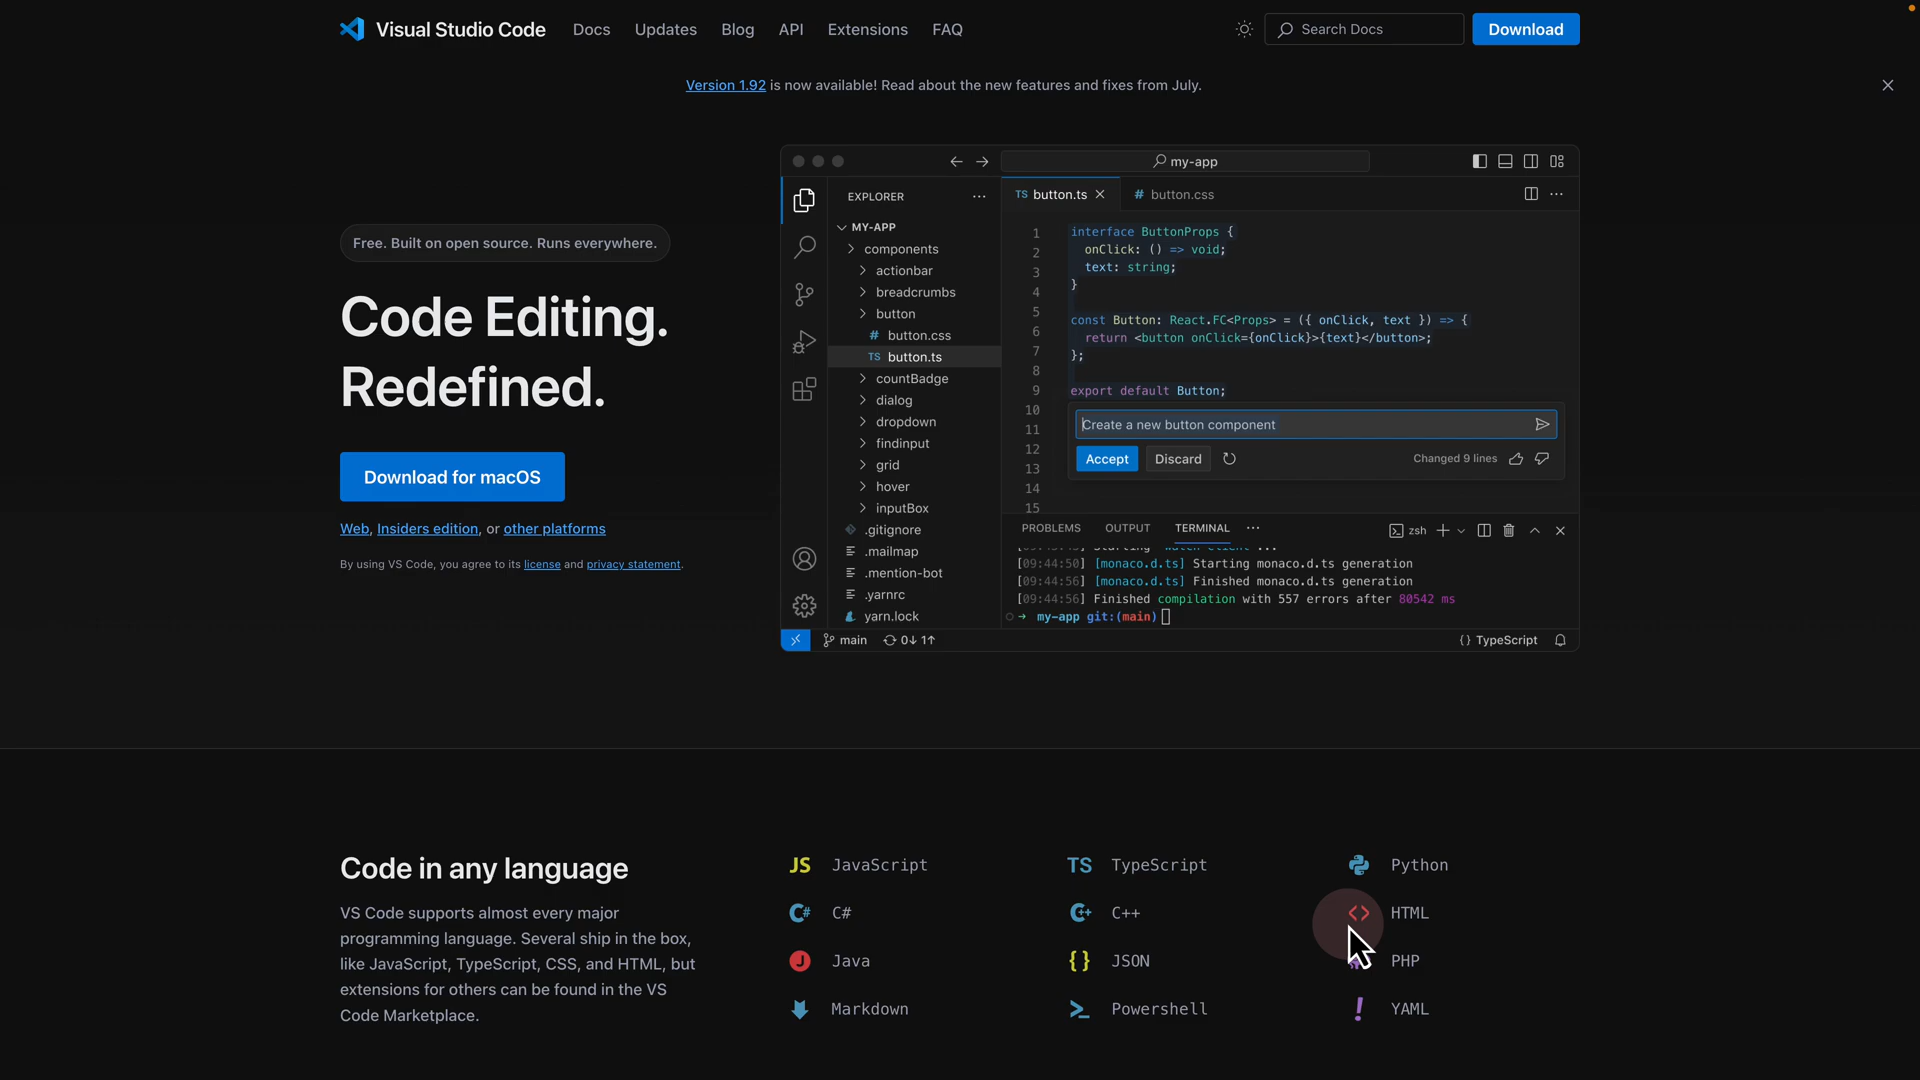 Visual Studio Code Docs Updates Blog API Extensions FAQ Search Docs Download
Version 1.92 is now available! Read about the new features and fixes from July.
Free. Built on open source. Runs everywhere.
Code Editing.
Redefined.
Download for macOS
Web, Insiders edition, or other platforms
By using VS Code, you agree to its license and privacy statement.
my-app
EXPLORER
MY-APP
components
actionbar
breadcrumbs
button
# button.css
TS button.ts
countBadge
dialog
dropdown
findinput
grid
hover
inputBox
.gitignore
.mailmap
.mention-bot
.yarnrc
yarn.lock
TS button.ts # button.css
1 interface ButtonProps {
2 onClick: () => void;
3 text: string;
4 }
5
6 const Button: React.FC<Props> = ({ onClick, text }) => {
7 return <button onClick={onClick}>{text}</button>;
8 };
9 export default Button;
10
11 Create a new button component
12 Accept Discard Changed 9 lines
13
14
15
PROBLEMS OUTPUT TERMINAL zsh
[09:44:50] [monaco.d.ts] Starting monaco.d.ts generation
[09:44:56] [monaco.d.ts] Finished monaco.d.ts generation
[09:44:56] Finished compilation with 557 errors after 80542 ms
→ my-app git:(main)
main 0↓ 1↑ {} TypeScript
Code in any language
VS Code supports almost every major
programming language. Several ship in the box,
like JavaScript, TypeScript, CSS, and HTML, but
extensions for others can be found in the VS
Code Marketplace.
JS JavaScript TS TypeScript Python
C# C# C++ C++ <> HTML
J Java {} JSON PHP
Markdown Powershell ! YAML